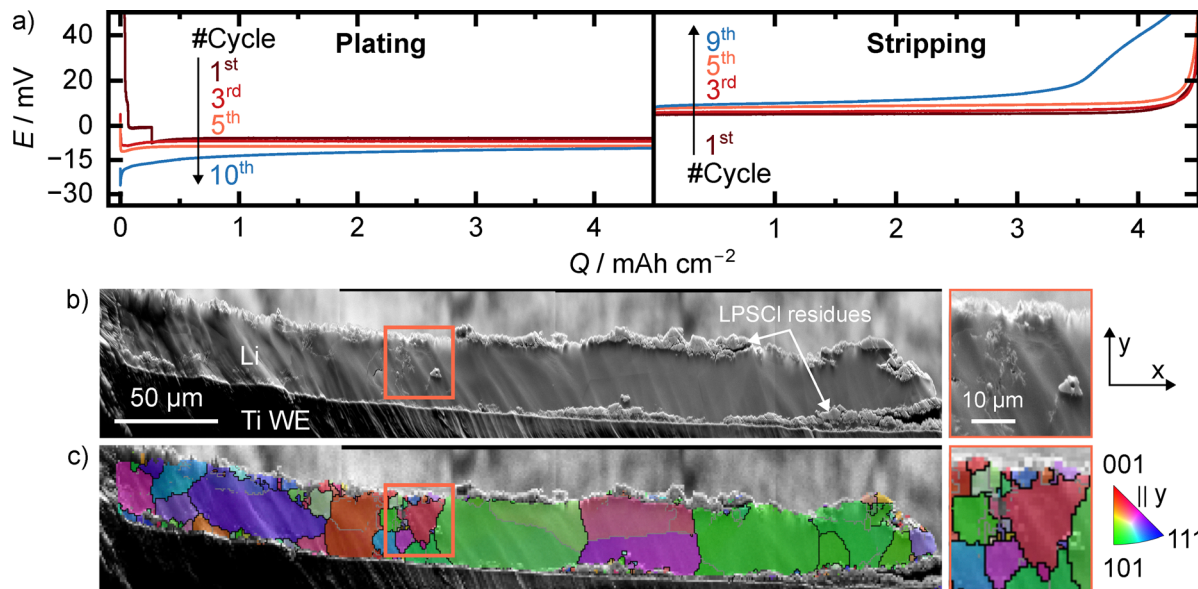 a)
E / mV
40
20
0
−15
−30
#Cycle
1st
3rd
5th
10th
Plating
#Cycle
9th
5th
3rd
1st
Stripping
0 1 2 3 4 1 2 3 4
Q / mAh cm−2
b)
Li
50 µm
Ti WE
LPSCl residues
10 µm
y
x
c)
001
|| y
111
101